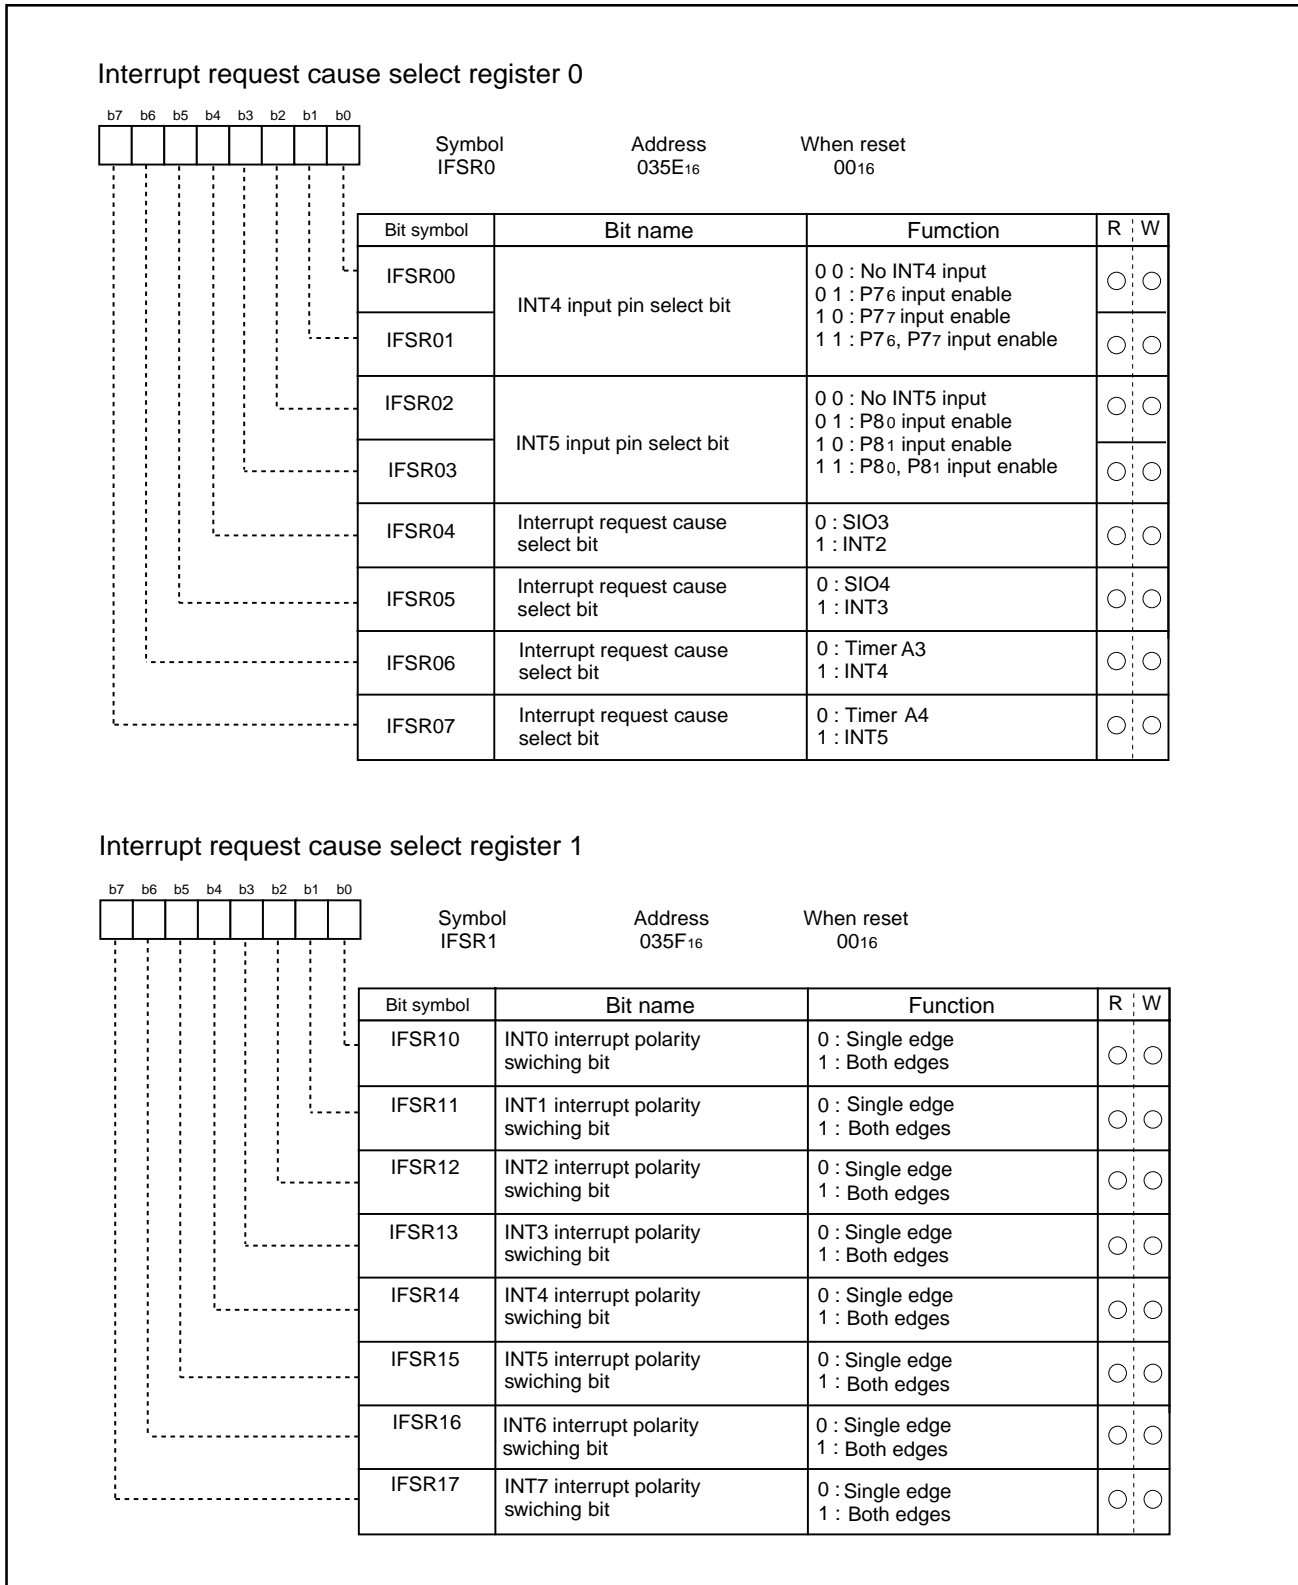 Interrupt request cause select register 0
b7 b6 b5 b4 b3 b2 b1 b0
Symbol Address When reset
IFSR0 035E16 0016
Bit symbol Bit name Fumction R W
IFSR00
IFSR01
INT4 input pin select bit
0 0 : No INT4 input
0 1 : P76 input enable
1 0 : P77 input enable
1 1 : P76, P77 input enable
IFSR02
IFSR03
INT5 input pin select bit
0 0 : No INT5 input
0 1 : P80 input enable
1 0 : P81 input enable
1 1 : P80, P81 input enable
IFSR04
Interrupt request cause
select bit
0 : SIO3
1 : INT2
IFSR05
Interrupt request cause
select bit
0 : SIO4
1 : INT3
IFSR06
Interrupt request cause
select bit
0 : Timer A3
1 : INT4
IFSR07
Interrupt request cause
select bit
0 : Timer A4
1 : INT5
Interrupt request cause select register 1
b7 b6 b5 b4 b3 b2 b1 b0
Symbol Address When reset
IFSR1 035F16 0016
Bit symbol Bit name Function R W
IFSR10
INT0 interrupt polarity
swiching bit
0 : Single edge
1 : Both edges
IFSR11
INT1 interrupt polarity
swiching bit
0 : Single edge
1 : Both edges
IFSR12
INT2 interrupt polarity
swiching bit
0 : Single edge
1 : Both edges
IFSR13
INT3 interrupt polarity
swiching bit
0 : Single edge
1 : Both edges
IFSR14
INT4 interrupt polarity
swiching bit
0 : Single edge
1 : Both edges
IFSR15
INT5 interrupt polarity
swiching bit
0 : Single edge
1 : Both edges
IFSR16
INT6 interrupt polarity
swiching bit
0 : Single edge
1 : Both edges
IFSR17
INT7 interrupt polarity
swiching bit
0 : Single edge
1 : Both edges